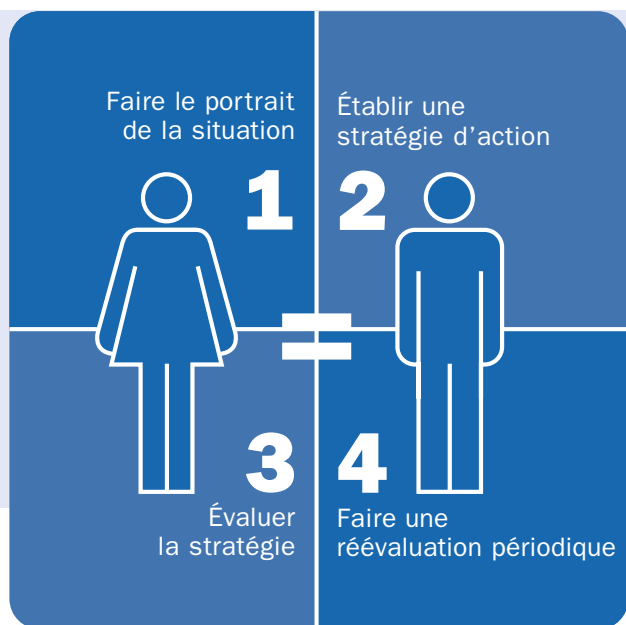 Faire le portrait
de la situation
1
Établir une
stratégie d’action
2
=
3
Évaluer
la stratégie
4
Faire une
réévaluation périodique